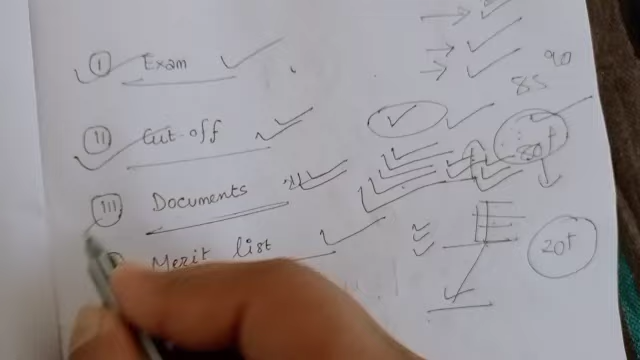 I Exam
90
85
II Cut-off
80+
III Documents
Merit list
20+